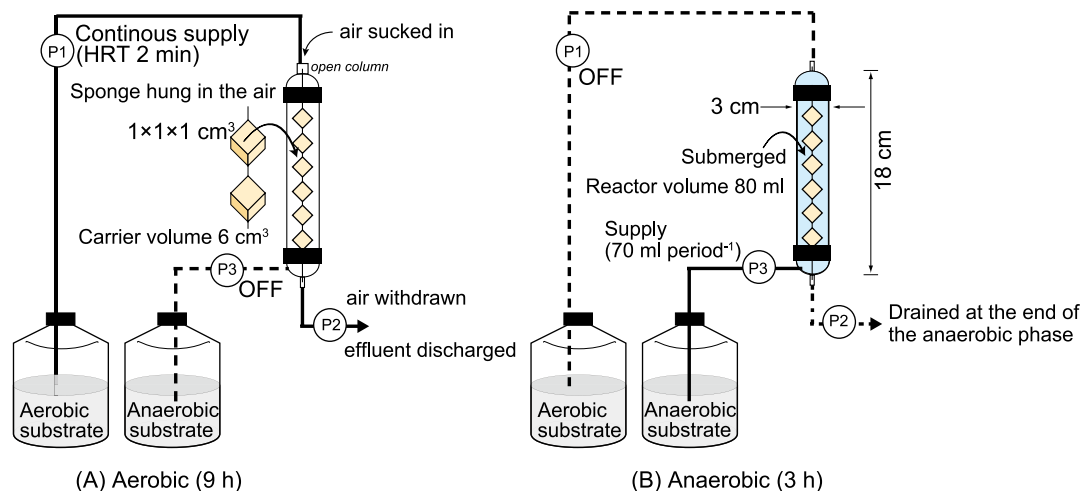 P1
Continous supply
(HRT 2 min)
air sucked in
open column
Sponge hung in the air
1×1×1 cm³
Carrier volume 6 cm³
P3
OFF
P2
air withdrawn
effluent discharged
Aerobic
substrate
Anaerobic
substrate
(A) Aerobic (9 h)
P1
OFF
3 cm
18 cm
Submerged
Reactor volume 80 ml
Supply
(70 ml period⁻¹)
P3
P2
Drained at the end of
the anaerobic phase
Aerobic
substrate
Anaerobic
substrate
(B) Anaerobic (3 h)